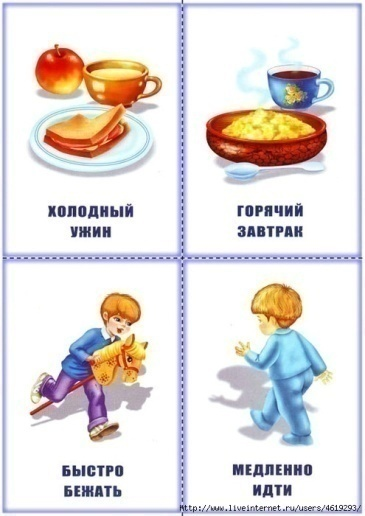 ХОЛОДНЫЙ
УЖИН
ГОРЯЧИЙ
ЗАВТРАК
БЫСТРО
БЕЖАТЬ
МЕДЛЕННО
ИДТИ
http://www.liveinternet.ru/users/4619293/